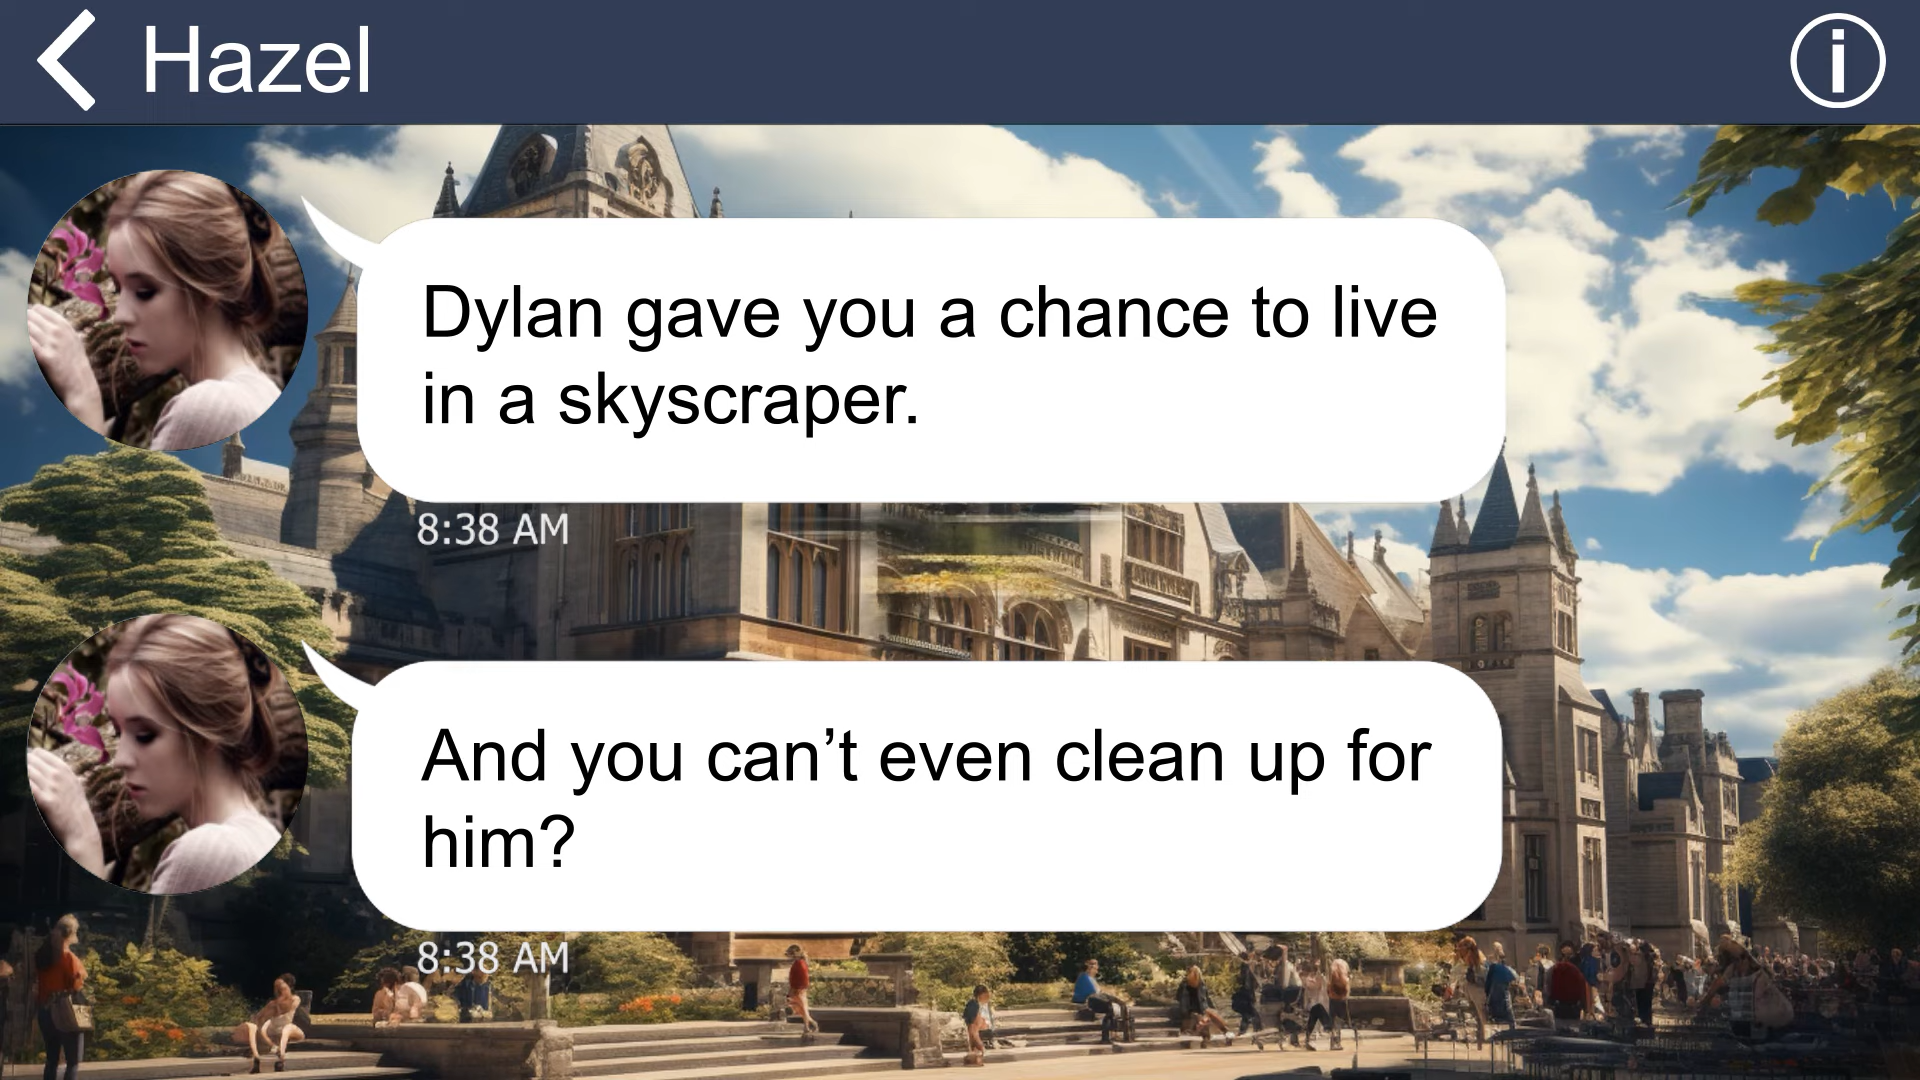 Hazel
Dylan gave you a chance to live
in a skyscraper.
8:38 AM
And you can’t even clean up for
him?
8:38 AM